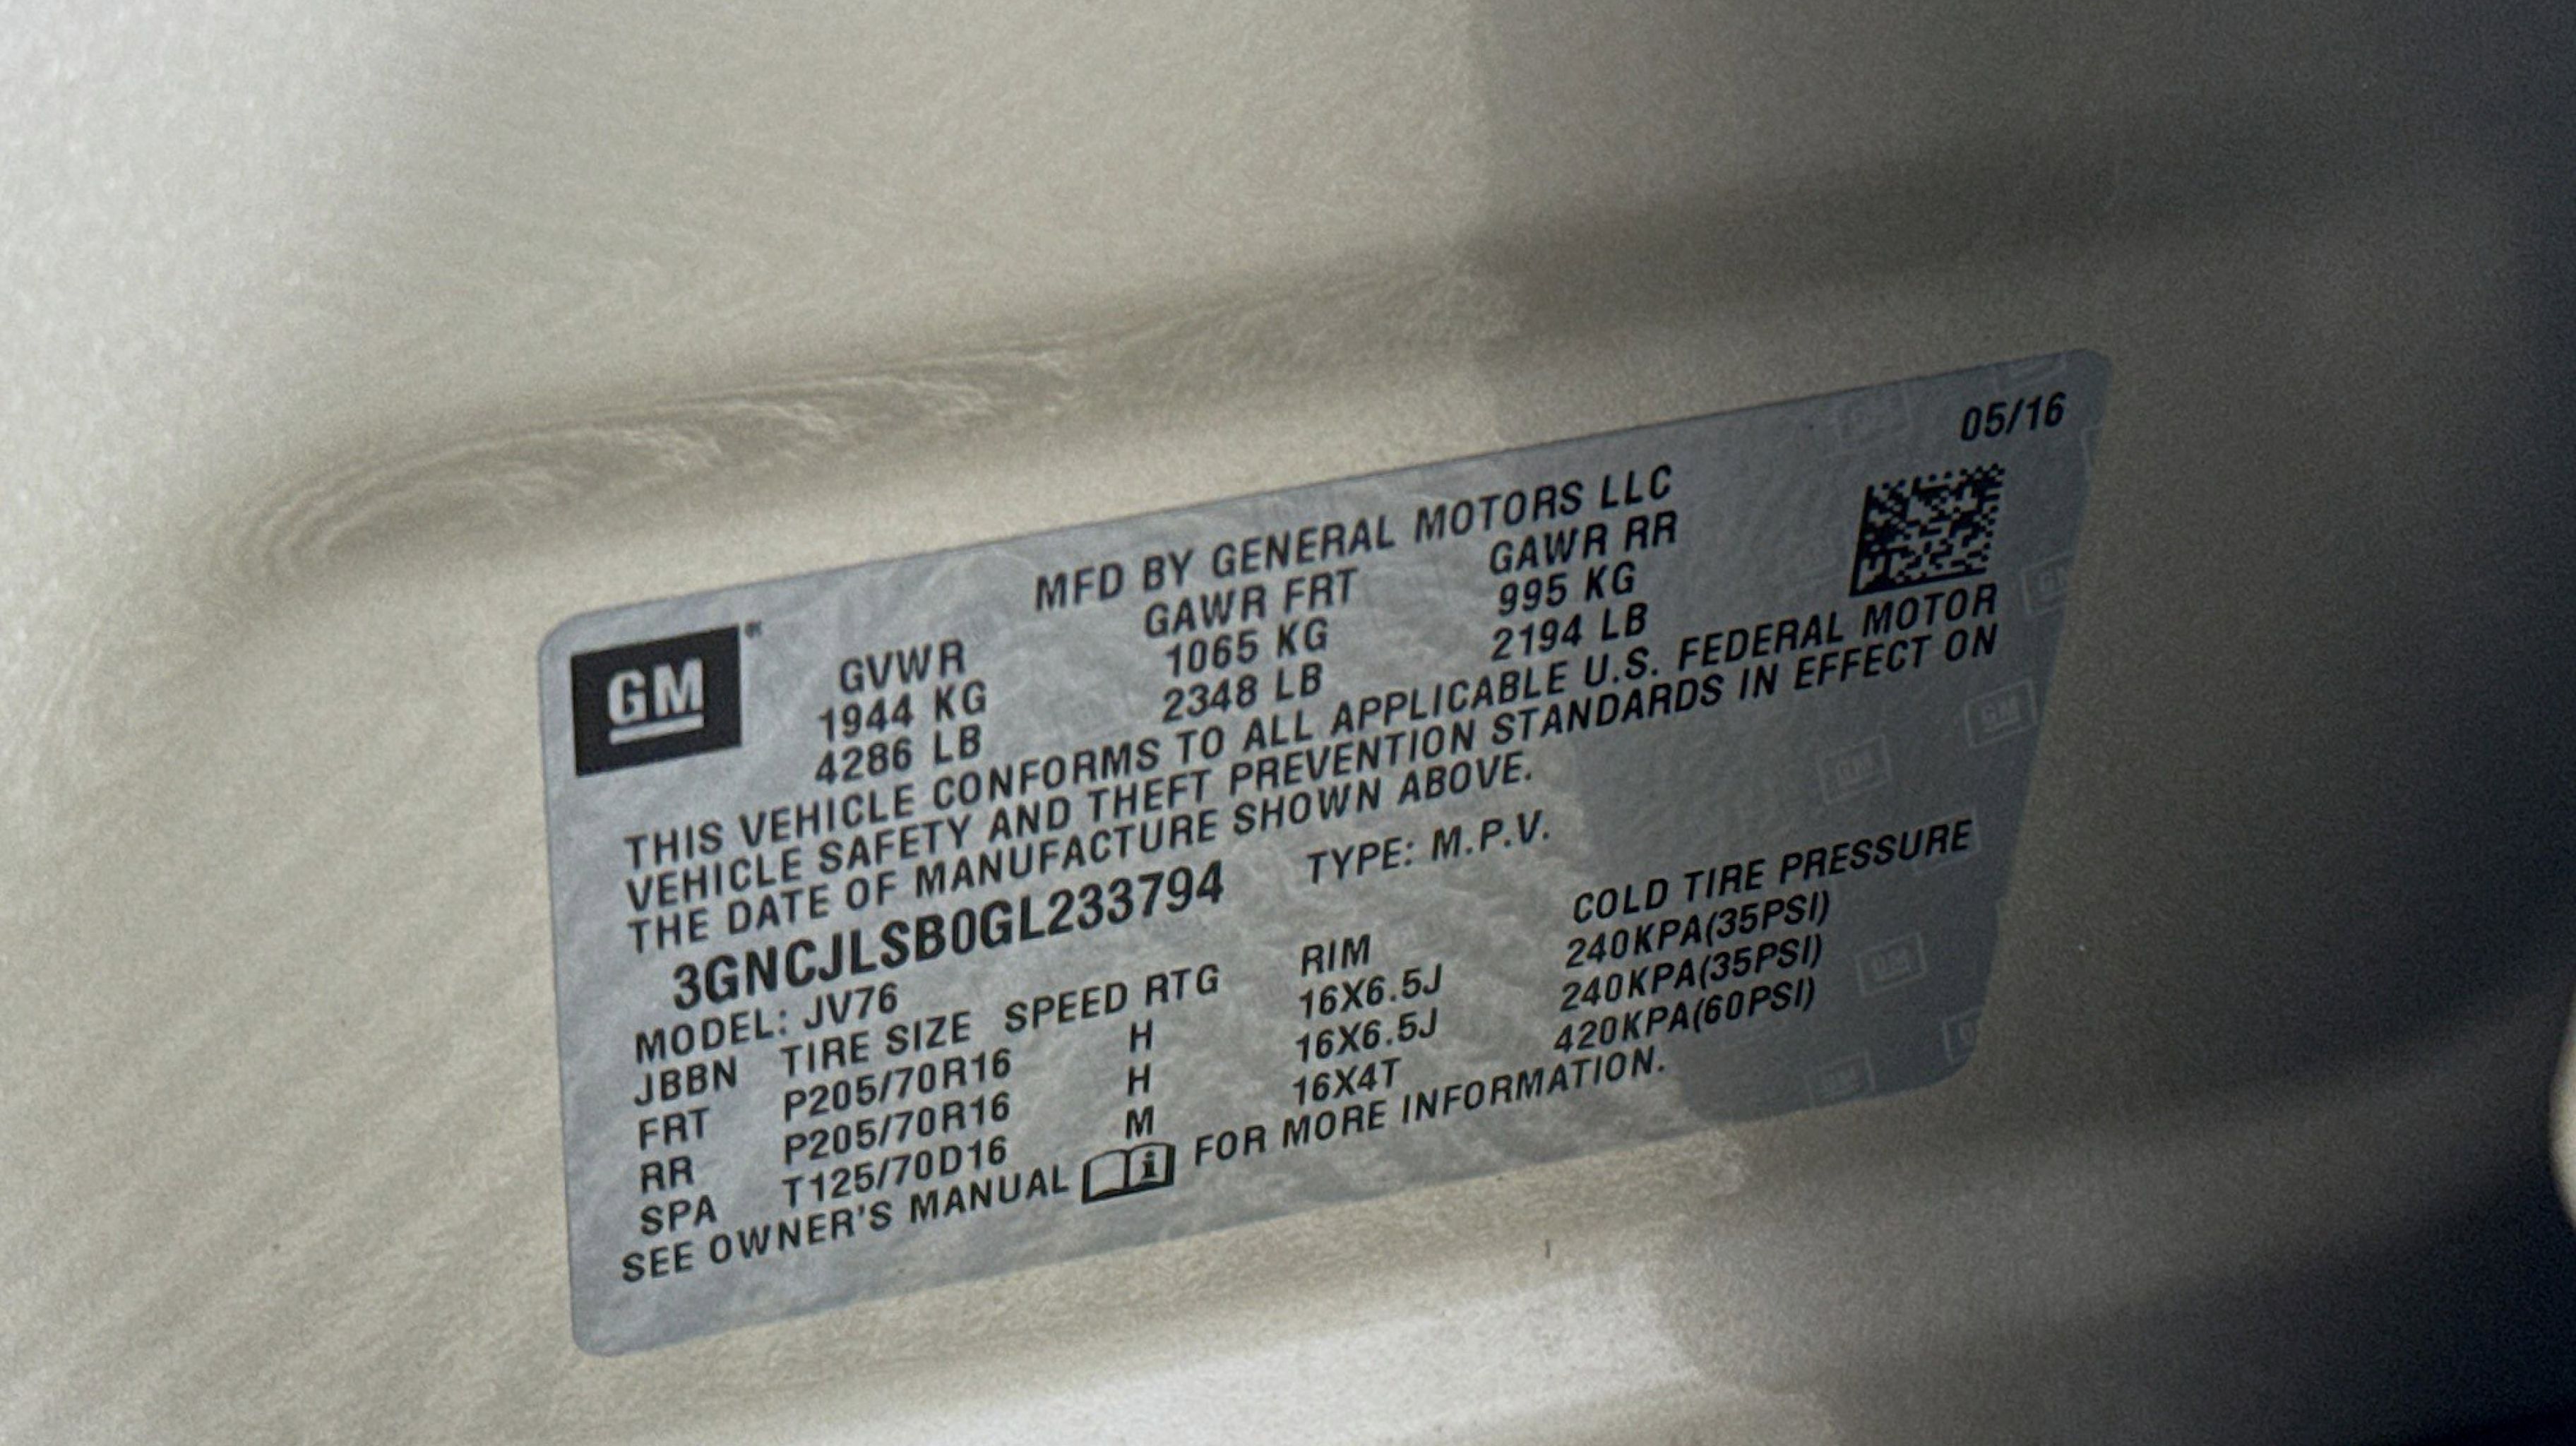 05/16
MFD BY GENERAL MOTORS LLC
GM
GVWR GAWR FRT GAWR RR
1944 KG 1065 KG 995 KG
4286 LB 2348 LB 2194 LB
THIS VEHICLE CONFORMS TO ALL APPLICABLE U.S. FEDERAL MOTOR
VEHICLE SAFETY AND THEFT PREVENTION STANDARDS IN EFFECT ON
THE DATE OF MANUFACTURE SHOWN ABOVE.
3GNCJLSB0GL233794 TYPE: M.P.V.
MODEL: JV76
JBBN TIRE SIZE SPEED RTG RIM COLD TIRE PRESSURE
FRT P205/70R16 H 16X6.5J 240KPA(35PSI)
RR P205/70R16 H 16X6.5J 240KPA(35PSI)
SPA T125/70D16 M 16X4T 420KPA(60PSI)
SEE OWNER'S MANUAL i FOR MORE INFORMATION.